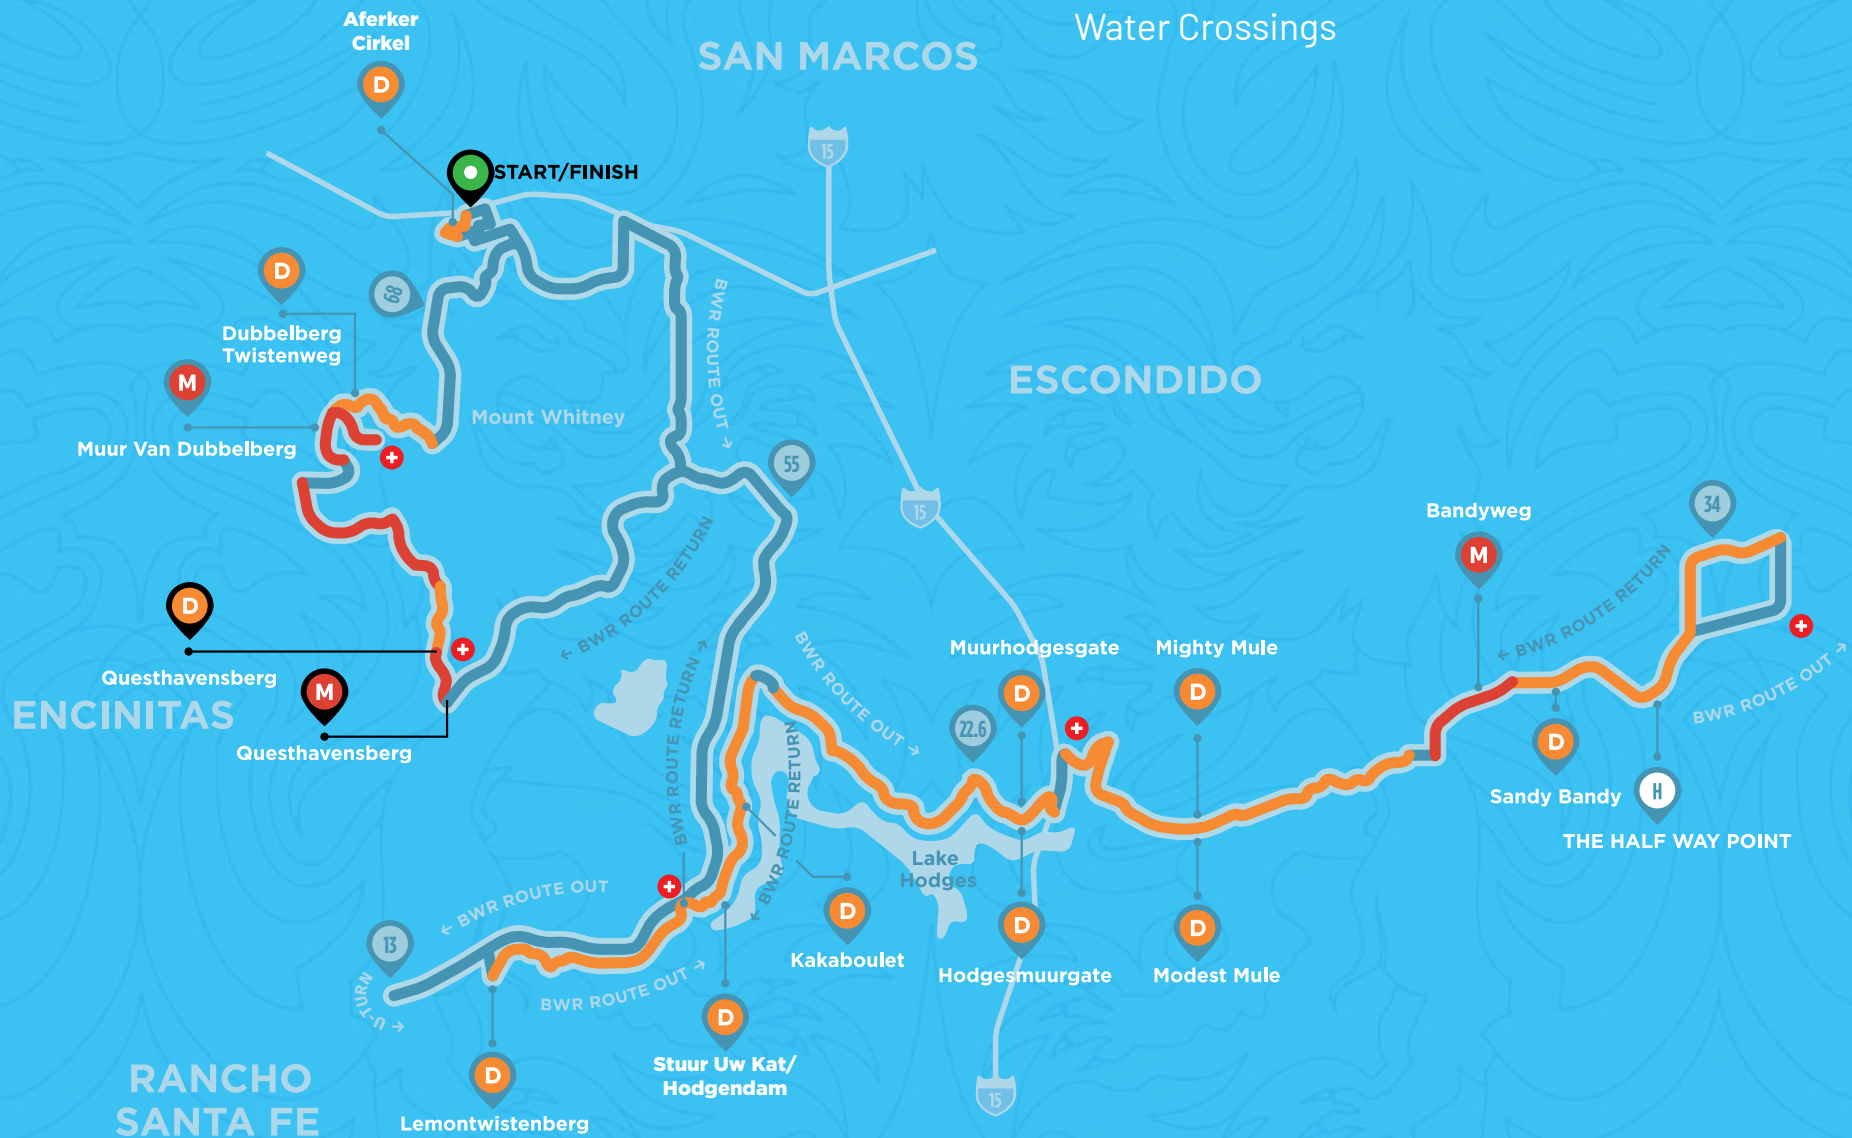 Aferker
Cirkel
Water Crossings
SAN MARCOS
D
15
START/FINISH
D
68
BWR ROUTE OUT →
Dubbelberg
Twistenweg
M
ESCONDIDO
Mount Whitney
Muur Van Dubbelberg
55
15
34
Bandyweg
M
← BWR ROUTE RETURN
← BWR ROUTE RETURN
D
Questhavensberg
M
ENCINITAS
Questhavensberg
BWR ROUTE RETURN →
BWR ROUTE OUT →
Muurhodgesgate
D
Mighty Mule
D
22.6
BWR ROUTE OUT →
← BWR ROUTE RETURN
D
Sandy Bandy
H
THE HALF WAY POINT
Lake
Hodges
← BWR ROUTE OUT
13
U-TURN →
BWR ROUTE OUT →
D
Kakaboulet
D
Hodgesmuurgate
D
Modest Mule
D
Stuur Uw Kat/
Hodgendam
D
Lemontwistenberg
15
RANCHO
SANTA FE